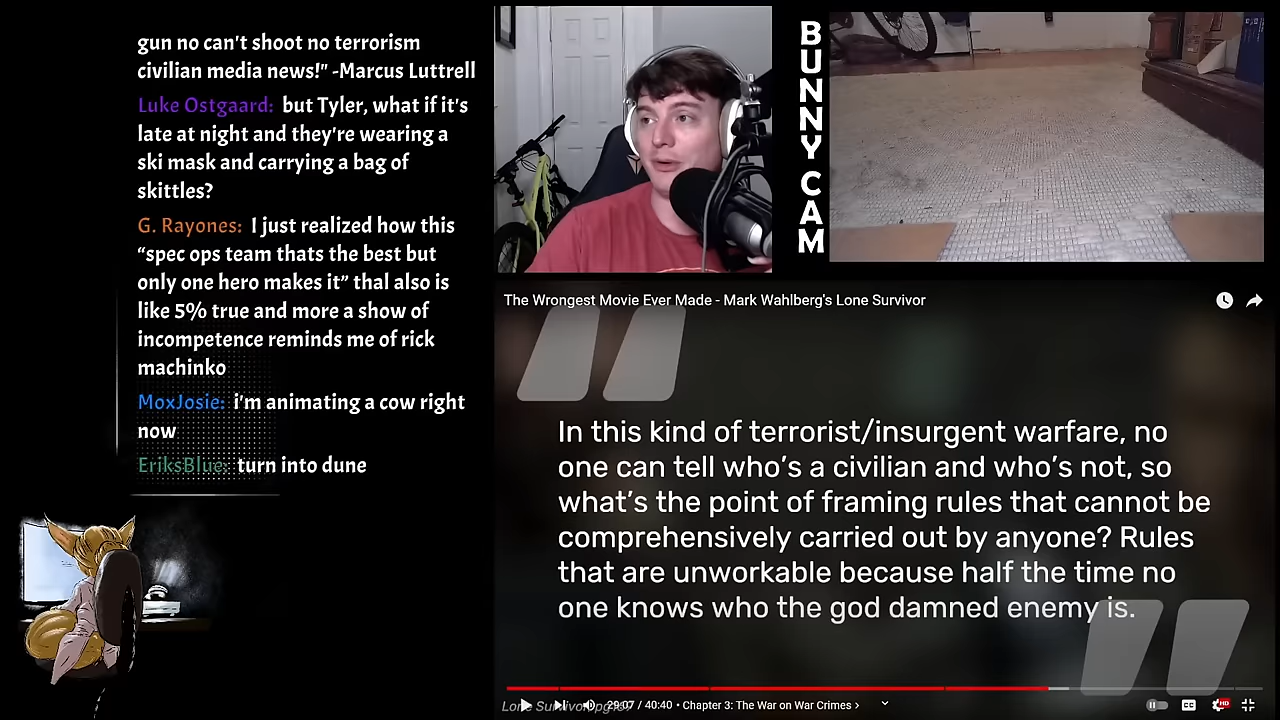 gun no can't shoot no terrorism
civilian media news!" -Marcus Luttrell
Luke Ostgaard: but Tyler, what if it's
late at night and they're wearing a
ski mask and carrying a bag of
skittles?
G. Rayones: I just realized how this
“spec ops team thats the best but
only one hero makes it” thal also is
like 5% true and more a show of
incompetence reminds me of rick
machinko
MoxJosie: i'm animating a cow right
now
EriksBlue: turn into dune
BUNNY CAM
The Wrongest Movie Ever Made - Mark Wahlberg's Lone Survivor
In this kind of terrorist/insurgent warfare, no
one can tell who’s a civilian and who’s not, so
what’s the point of framing rules that cannot be
comprehensively carried out by anyone? Rules
that are unworkable because half the time no
one knows who the god damned enemy is.
Lone Survivor
29:07 / 40:40 • Chapter 3: The War on War Crimes ›
CC
HD